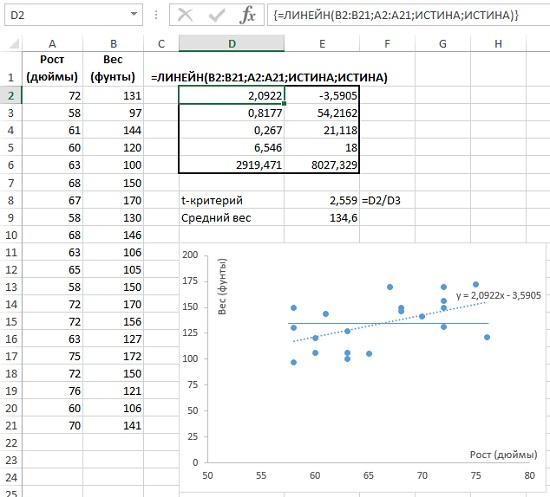 D2 fx {=ЛИНЕЙН(B2:B21;A2:A21;ИСТИНА;ИСТИНА)}
A B C D E F G H
1 Рост (дюймы) Вес (фунты) =ЛИНЕЙН(B2:B21;A2:A21;ИСТИНА;ИСТИНА)
2 72 131 2,0922 -3,5905
3 58 97 0,8177 54,2162
4 61 144 0,267 21,118
5 60 120 6,546 18
6 63 100 2919,471 8027,329
7 68 150
8 67 170 t-критерий 2,559 =D2/D3
9 58 130 Средний вес 134,6
10 68 146
11 63 106
12 65 105
13 58 150
14 72 170
15 72 156
16 63 127
17 75 172
18 72 150
19 76 121
20 60 106
21 70 141
22
23
24
25
Вес (фунты)
200
175
150
125
100
75
50
25
0
y = 2,0922x - 3,5905
Рост (дюймы)
50 55 60 65 70 75 80